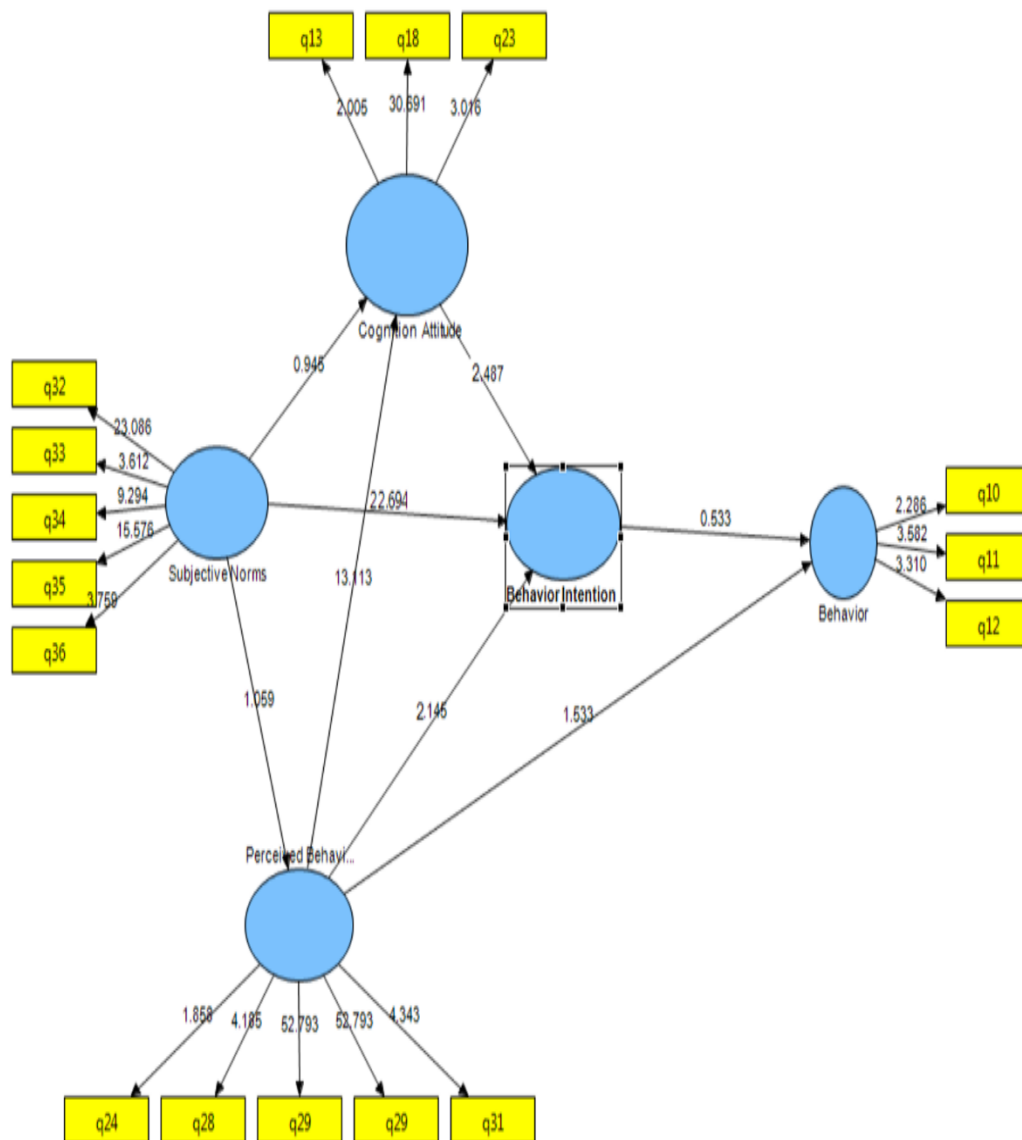 q13
q18
q23
2.005
30.691
3.016
Cognition Attitude
0.945
2.487
q32
q33
q34
q35
q36
23.086
3.612
9.294
15.576
3.759
Subjective Norms
22.694
13.113
Behavior Intention
0.533
Behavior
2.286
3.582
3.310
q10
q11
q12
1.059
2.145
1.533
Perceived Behavi...
1.858
4.185
52.793
52.793
4.343
q24
q28
q29
q29
q31